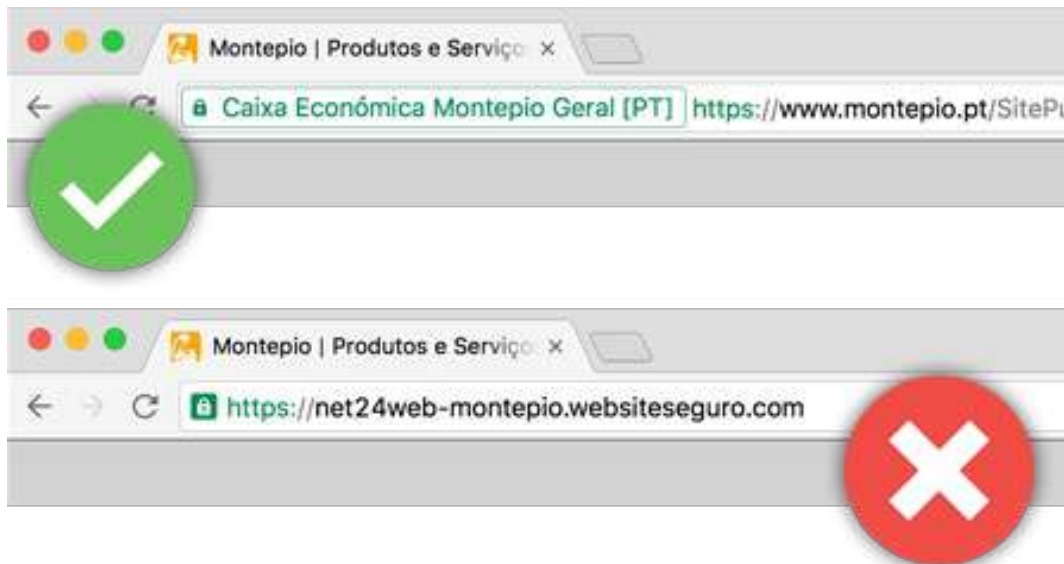 Montepio | Produtos e Serviço
Caixa Económica Montepio Geral [PT] https://www.montepio.pt/SitePu
Montepio | Produtos e Serviço
https://net24web-montepio.websiteseguro.com